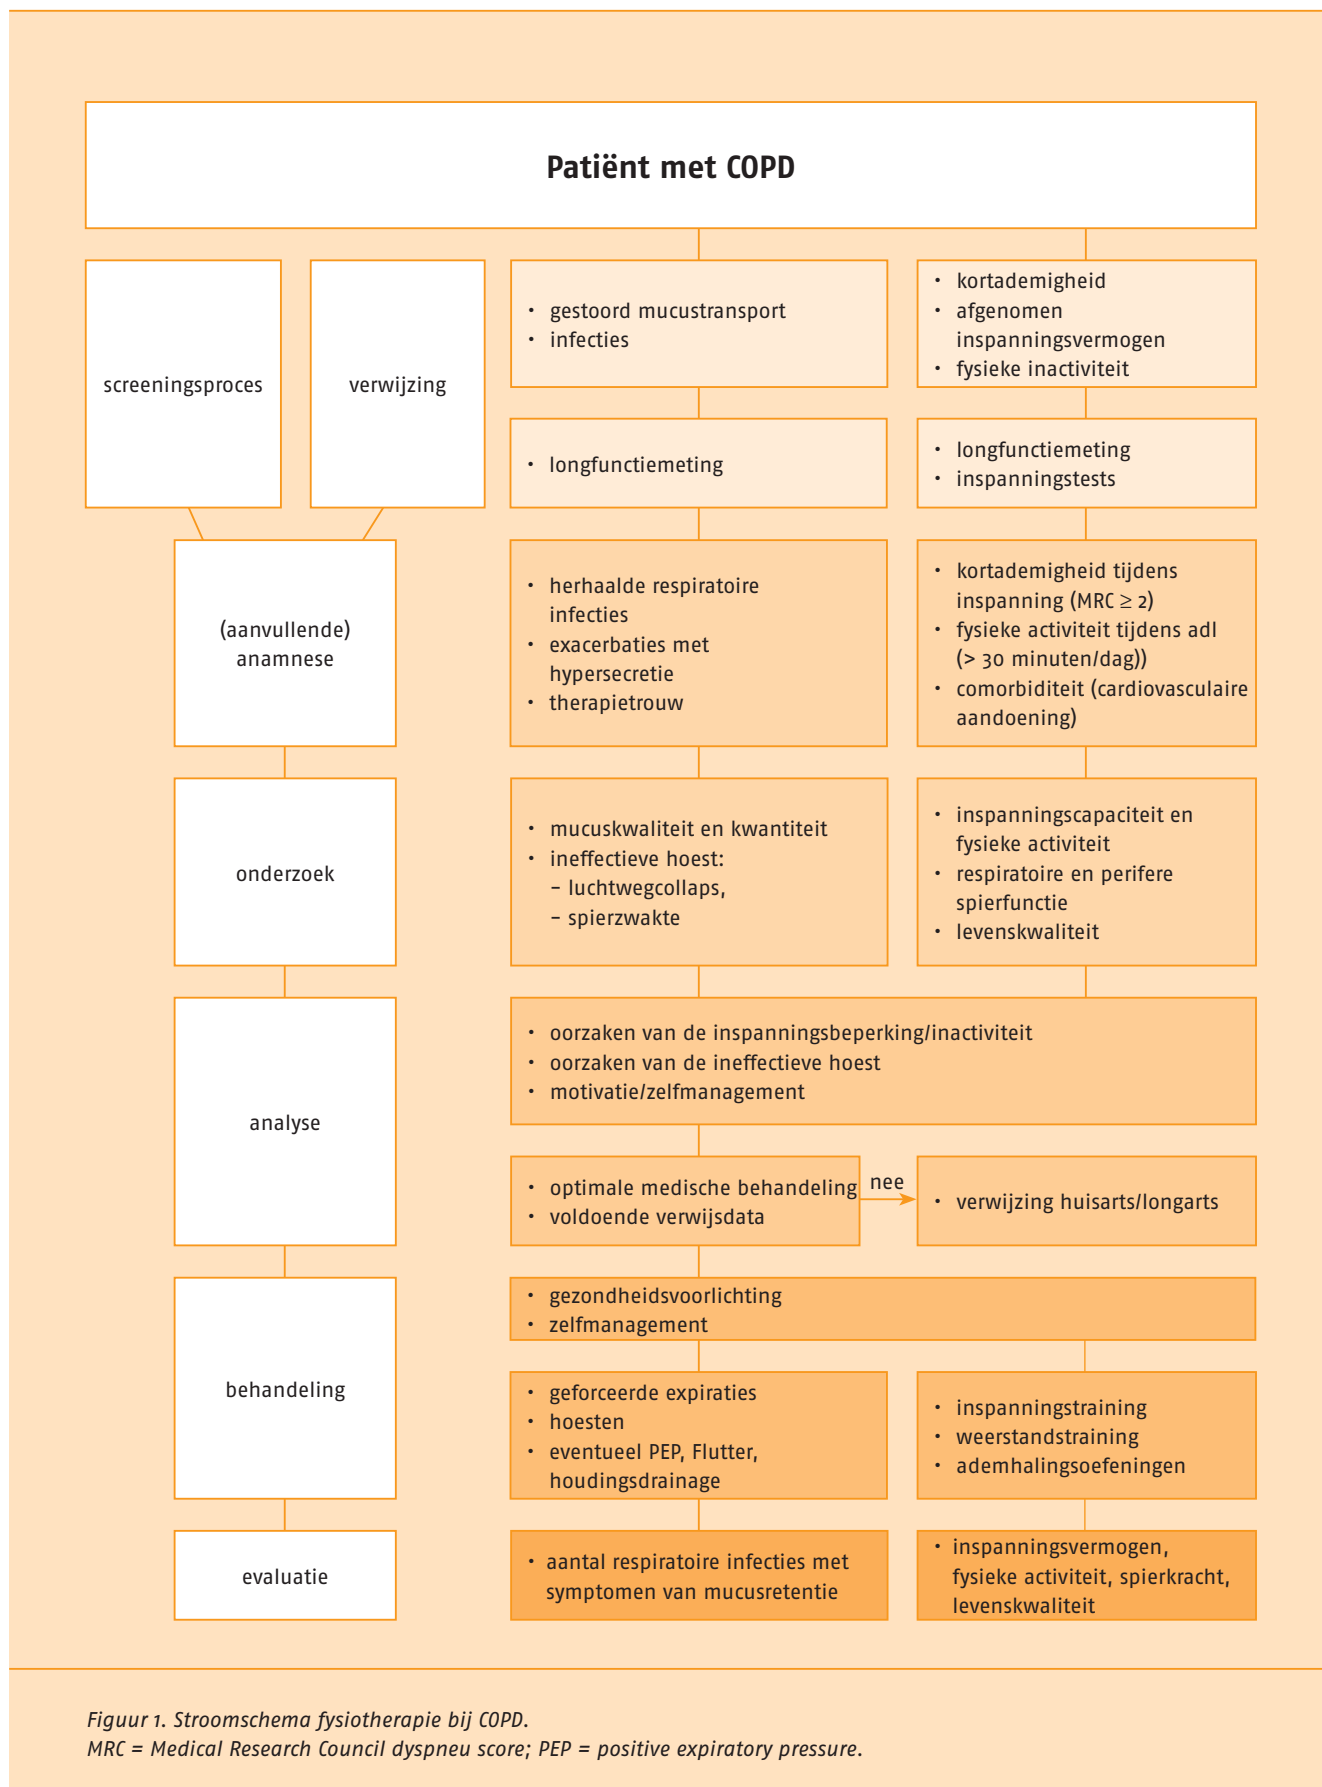 Patiënt met COPD
screeningsproces
verwijzing
• gestoord mucustransport
• infecties
• kortademigheid
• afgenomen
inspanningsvermogen
• fysieke inactiviteit
• longfunctiemeting
• longfunctiemeting
• inspanningstests
(aanvullende)
anamnese
• herhaalde respiratoire
infecties
• exacerbaties met
hypersecretie
• therapietrouw
• kortademigheid tijdens
inspanning (MRC ≥ 2)
• fysieke activiteit tijdens adl
(> 30 minuten/dag))
• comorbiditeit (cardiovasculaire
aandoening)
onderzoek
• mucuskwaliteit en kwantiteit
• ineffectieve hoest:
– luchtwegcollaps,
– spierzwakte
• inspanningscapaciteit en
fysieke activiteit
• respiratoire en perifere
spierfunctie
• levenskwaliteit
analyse
• oorzaken van de inspanningsbeperking/inactiviteit
• oorzaken van de ineffectieve hoest
• motivatie/zelfmanagement
• optimale medische behandeling
• voldoende verwijsdata
nee
• verwijzing huisarts/longarts
behandeling
• gezondheidsvoorlichting
• zelfmanagement
• geforceerde expiraties
• hoesten
• eventueel PEP, Flutter,
houdingsdrainage
• inspanningstraining
• weerstandstraining
• ademhalingsoefeningen
evaluatie
• aantal respiratoire infecties met
symptomen van mucusretentie
• inspanningsvermogen,
fysieke activiteit, spierkracht,
levenskwaliteit
Figuur 1. Stroomschema fysiotherapie bij COPD.
MRC = Medical Research Council dyspneu score; PEP = positive expiratory pressure.